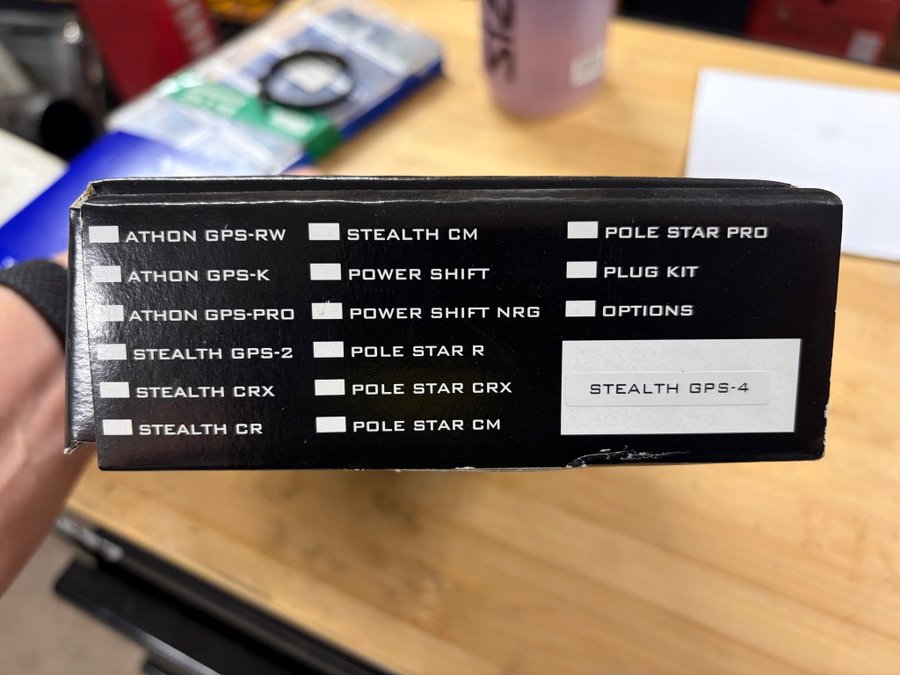 ATHON GPS-RW
ATHON GPS-K
ATHON GPS-PRO
STEALTH GPS-2
STEALTH CRX
STEALTH CR
STEALTH CM
POWER SHIFT
POWER SHIFT NRG
POLE STAR R
POLE STAR CRX
POLE STAR CM
POLE STAR PRO
PLUG KIT
OPTIONS
STEALTH GPS-4